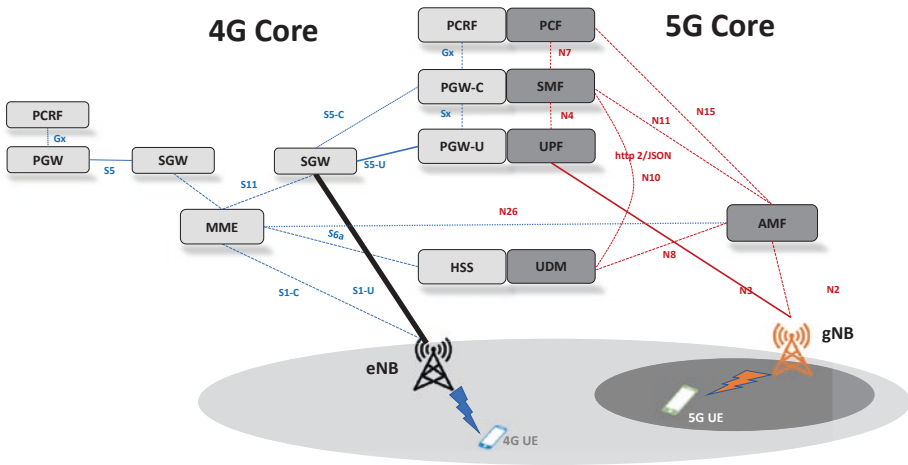 4G Core
5G Core
PCRF
PCF
Gx
N7
PGW-C
SMF
S5-C
Sx
N4
N11
N15
PCRF
Gx
PGW
S5
SGW
SGW
S5-U
PGW-U
UPF
http 2/JSON
N10
S11
MME
N26
AMF
S6a
HSS
UDM
N8
S1-C
S1-U
N3
N2
eNB
gNB
5G UE
4G UE